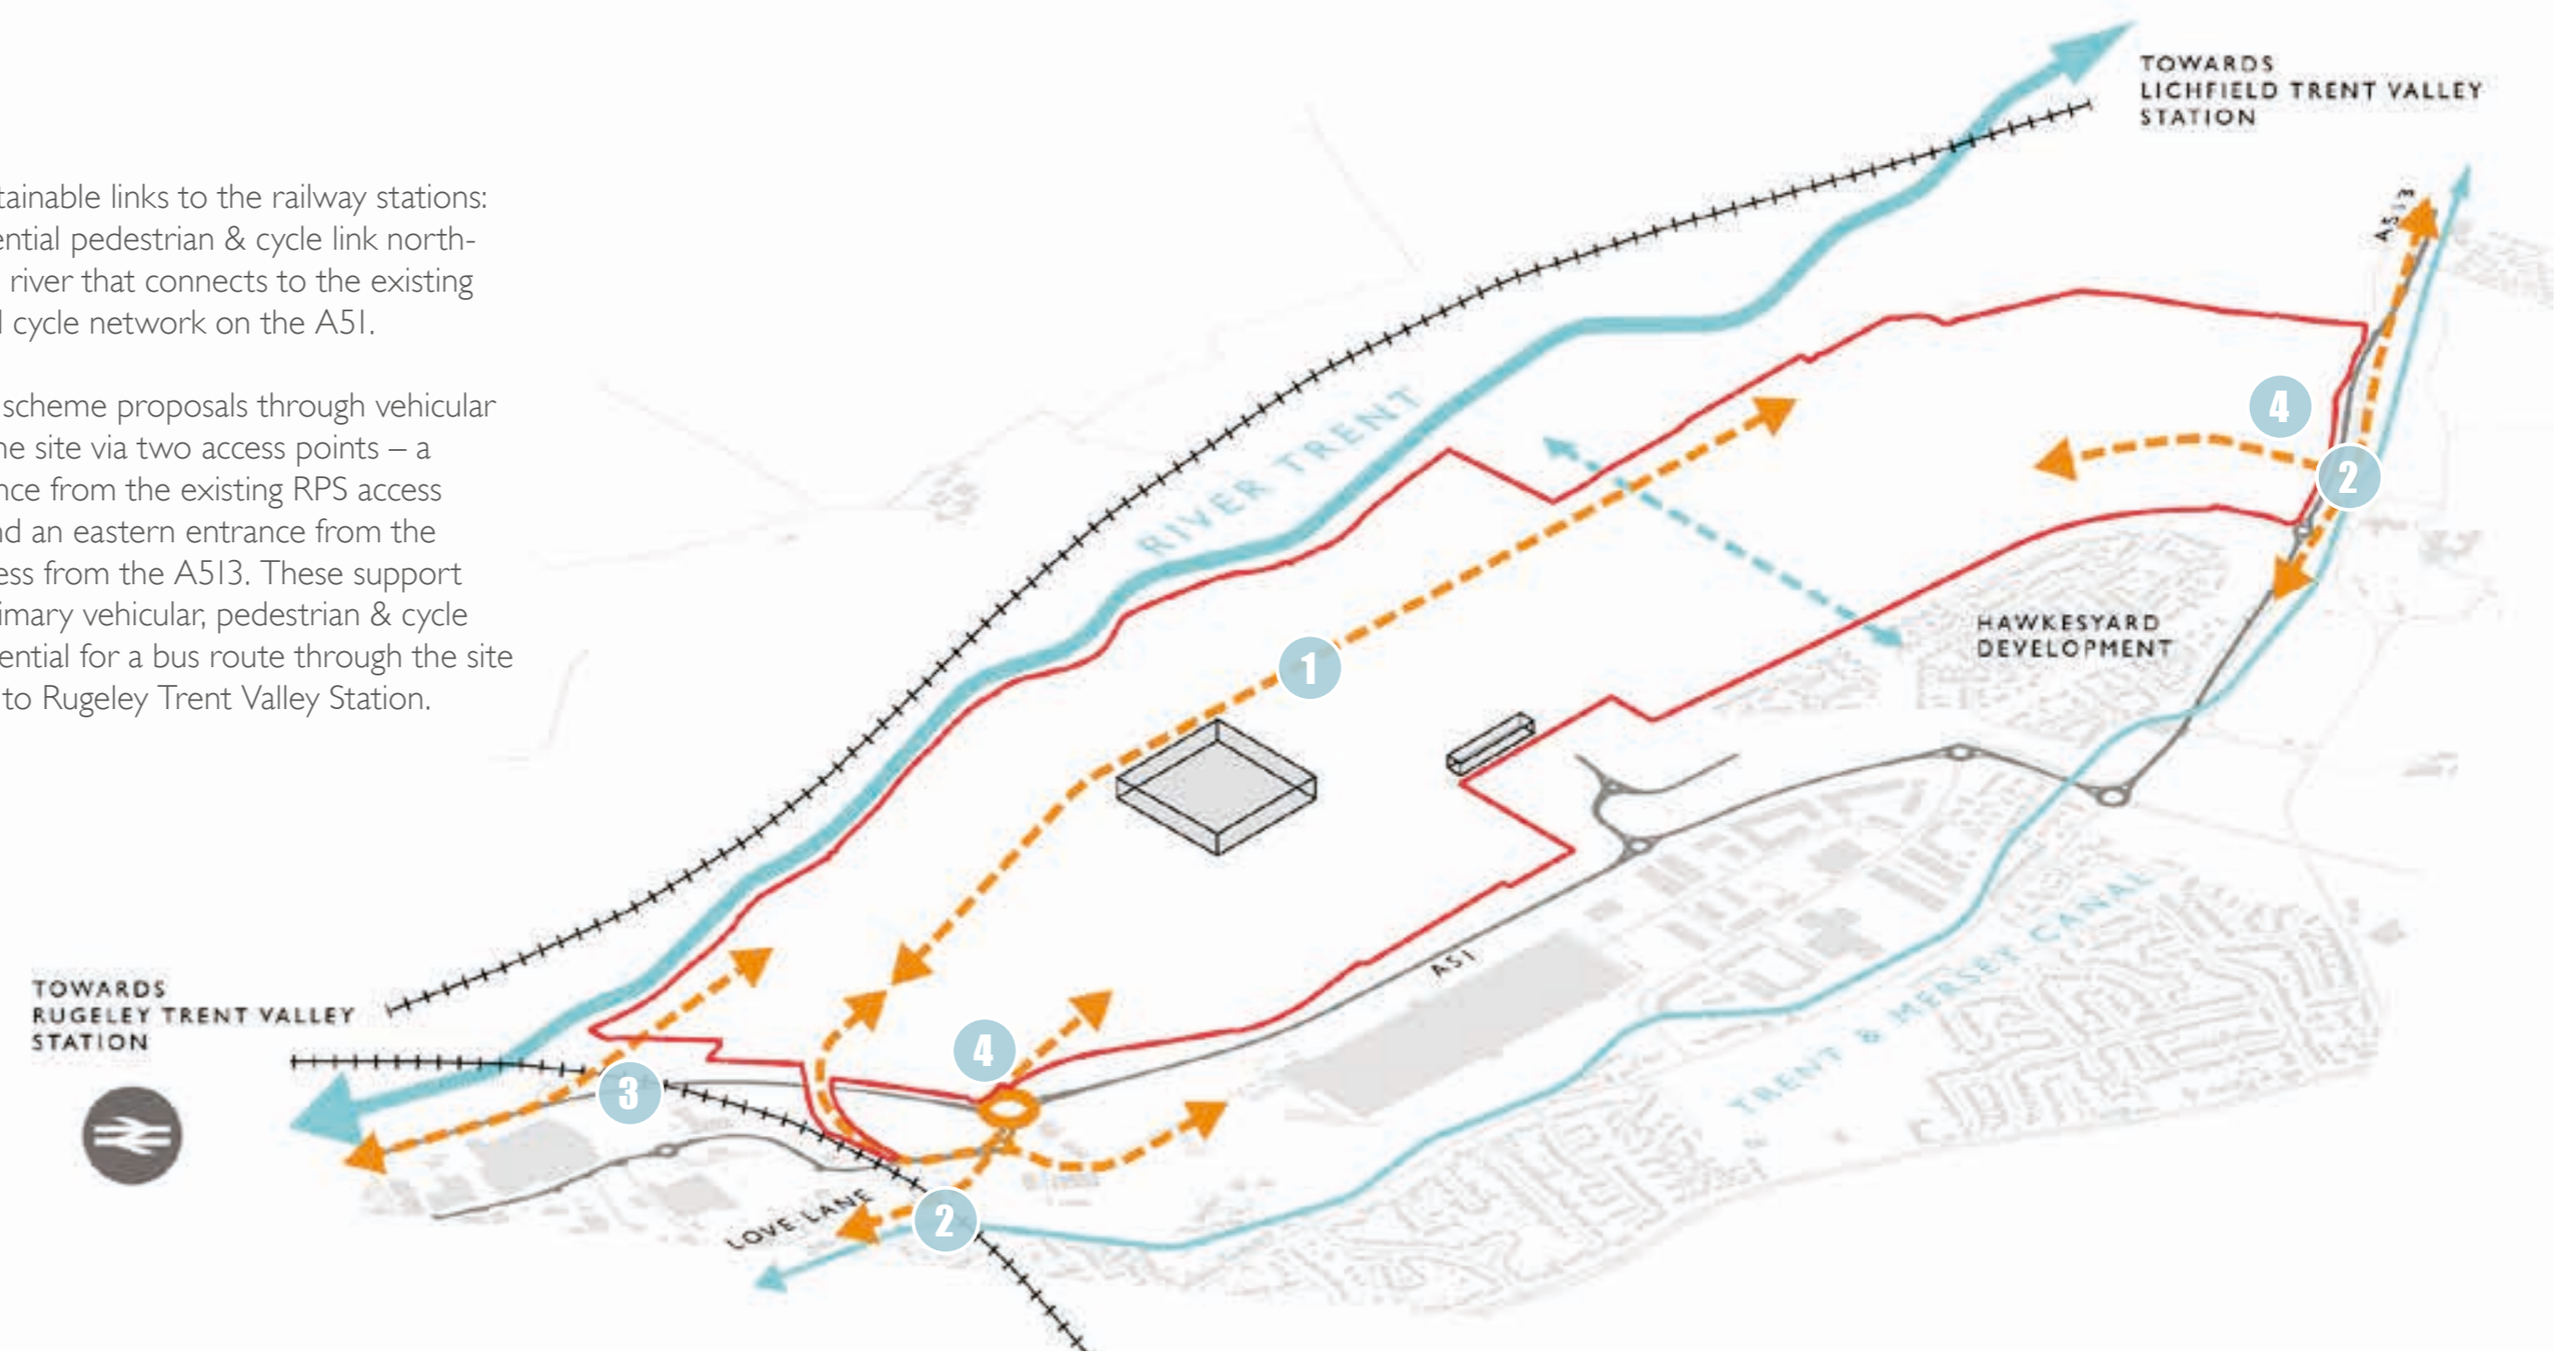 tainable links to the railway stations:
ential pedestrian & cycle link north-
river that connects to the existing
cycle network on the A51.
scheme proposals through vehicular
he site via two access points – a
nce from the existing RPS access
nd an eastern entrance from the
ess from the A513. These support
imary vehicular, pedestrian & cycle
ential for a bus route through the site
to Rugeley Trent Valley Station.
TOWARDS
LICHFIELD TRENT VALLEY
STATION
A513
RIVER TRENT
4
2
1
HAWKESYARD
DEVELOPMENT
A51
TRENT & MERSEY CANAL
TOWARDS
RUGELEY TRENT VALLEY
STATION
4
3
LOVE LANE
2